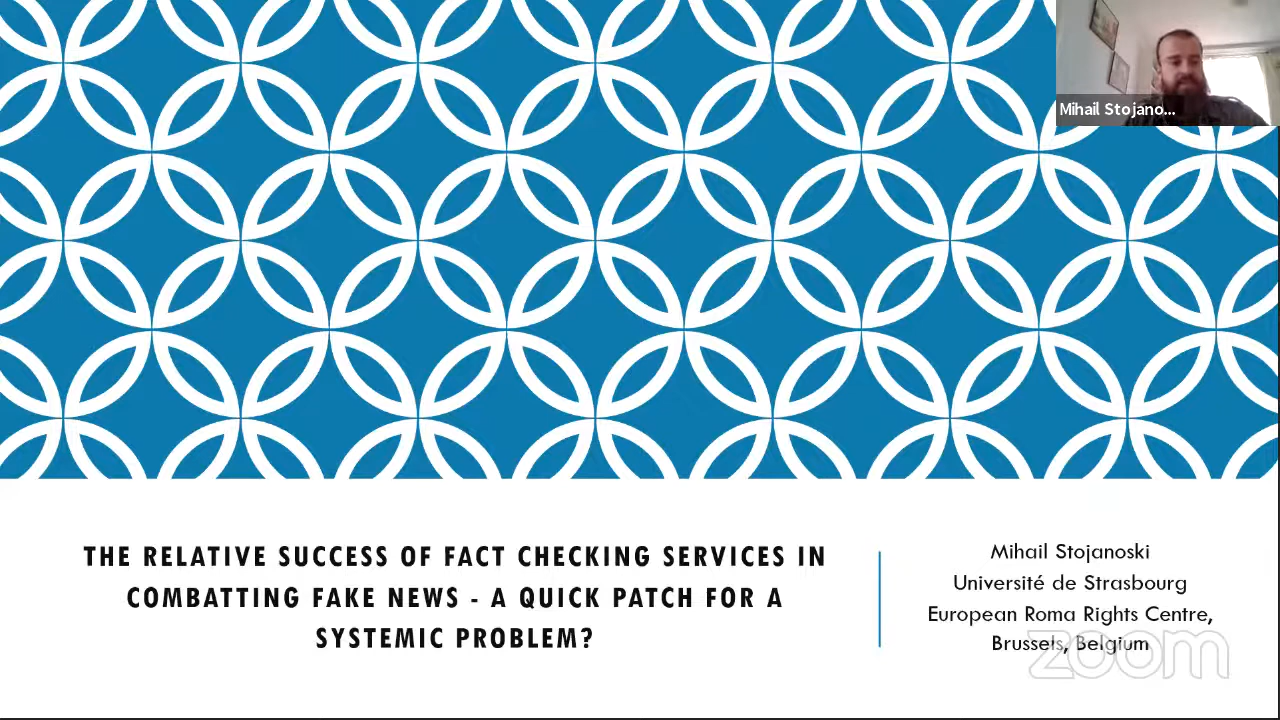 Mihail Stojano...
THE RELATIVE SUCCESS OF FACT CHECKING SERVICES IN
COMBATTING FAKE NEWS - A QUICK PATCH FOR A
SYSTEMIC PROBLEM?
Mihail Stojanoski
Université de Strasbourg
European Roma Rights Centre,
Brussels, Belgium
zoom